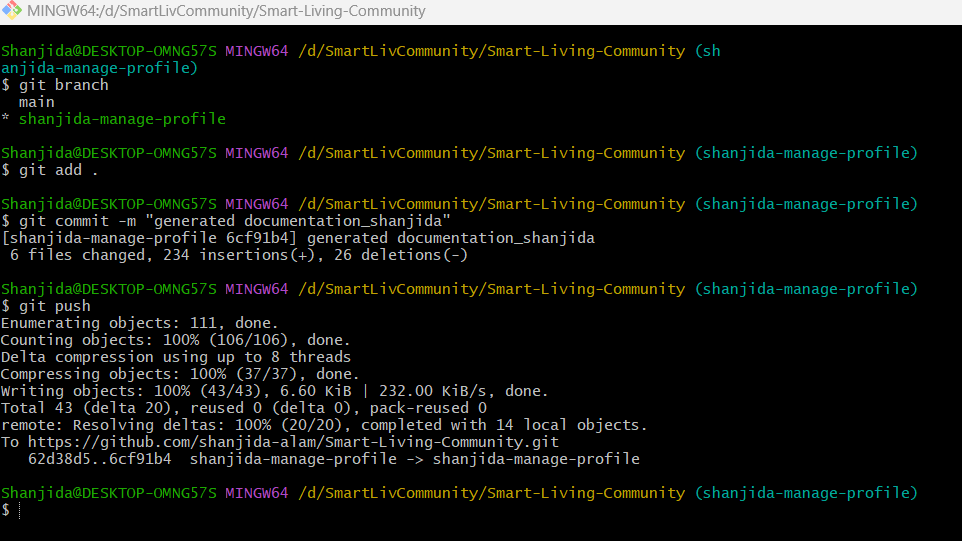 MINGW64:/d/SmartLivCommunity/Smart-Living-Community
Shanjida@DESKTOP-OMNG57S MINGW64 /d/SmartLivCommunity/Smart-Living-Community (sh
anjida-manage-profile)
$ git branch
  main
* shanjida-manage-profile
Shanjida@DESKTOP-OMNG57S MINGW64 /d/SmartLivCommunity/Smart-Living-Community (shanjida-manage-profile)
$ git add .
Shanjida@DESKTOP-OMNG57S MINGW64 /d/SmartLivCommunity/Smart-Living-Community (shanjida-manage-profile)
$ git commit -m "generated documentation_shanjida"
[shanjida-manage-profile 6cf91b4] generated documentation_shanjida
 6 files changed, 234 insertions(+), 26 deletions(-)
Shanjida@DESKTOP-OMNG57S MINGW64 /d/SmartLivCommunity/Smart-Living-Community (shanjida-manage-profile)
$ git push
Enumerating objects: 111, done.
Counting objects: 100% (106/106), done.
Delta compression using up to 8 threads
Compressing objects: 100% (37/37), done.
Writing objects: 100% (43/43), 6.60 KiB | 232.00 KiB/s, done.
Total 43 (delta 20), reused 0 (delta 0), pack-reused 0
remote: Resolving deltas: 100% (20/20), completed with 14 local objects.
To https://github.com/shanjida-alam/Smart-Living-Community.git
   62d38d5..6cf91b4  shanjida-manage-profile -> shanjida-manage-profile
Shanjida@DESKTOP-OMNG57S MINGW64 /d/SmartLivCommunity/Smart-Living-Community (shanjida-manage-profile)
$